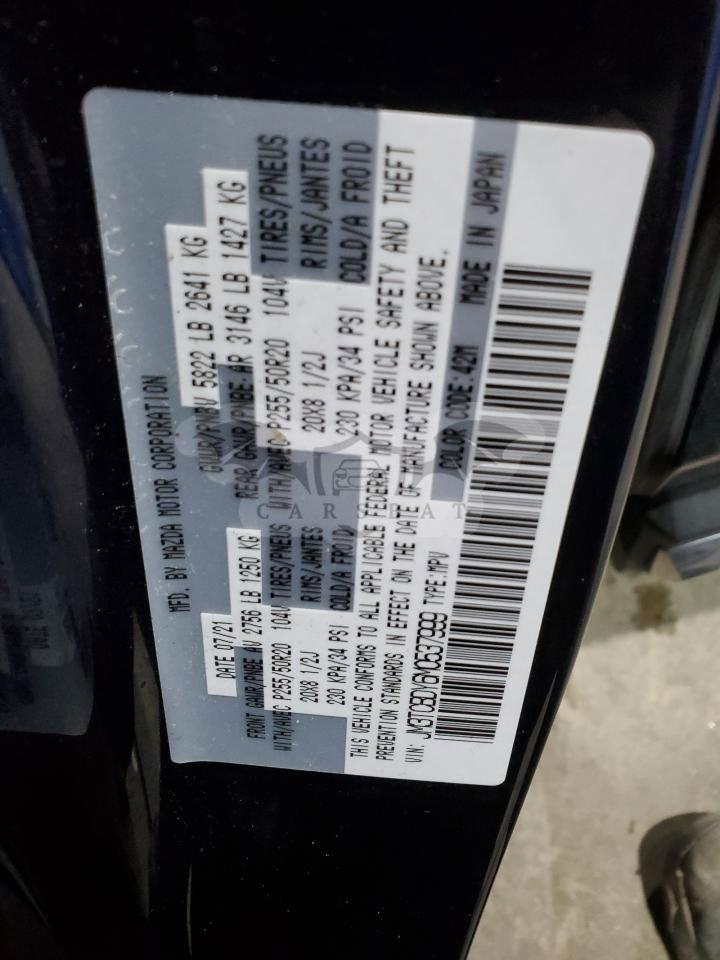 MFD. BY MAZDA MOTOR CORPORATION
DATE 07/21 GVWR/PNBV 5822 LB 2641 KG
FRONT GAWR/PNBE AV 2756 LB 1250 KG REAR GAWR/PNBE AR 3146 LB 1427 KG
WITH/AVEC P255/50R20 104V TIRES/PNEUS WITH/AVEC P255/50R20 104V TIRES/PNEUS
20X8 1/2J RIMS/JANTES 20X8 1/2J RIMS/JANTES
230 KPA/34 PSI COLD/A FROID 230 KPA/34 PSI COLD/A FROID
THIS VEHICLE CONFORMS TO ALL APPLICABLE FEDERAL MOTOR VEHICLE SAFETY AND THEFT
PREVENTION STANDARDS IN EFFECT ON THE DATE OF MANUFACTURE SHOWN ABOVE.
VIN: JM3TCBDY6M0537999 TYPE:MPV COLOR CODE:42M MADE IN JAPAN